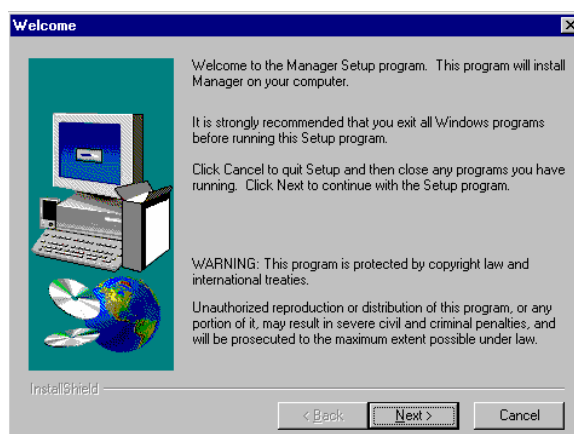 Welcome
Welcome to the Manager Setup program. This program will install
Manager on your computer.
It is strongly recommended that you exit all Windows programs
before running this Setup program.
Click Cancel to quit Setup and then close any programs you have
running. Click Next to continue with the Setup program.
WARNING: This program is protected by copyright law and
international treaties.
Unauthorized reproduction or distribution of this program, or any
portion of it, may result in severe civil and criminal penalties, and
will be prosecuted to the maximum extent possible under law.
InstallShield
< Back Next > Cancel